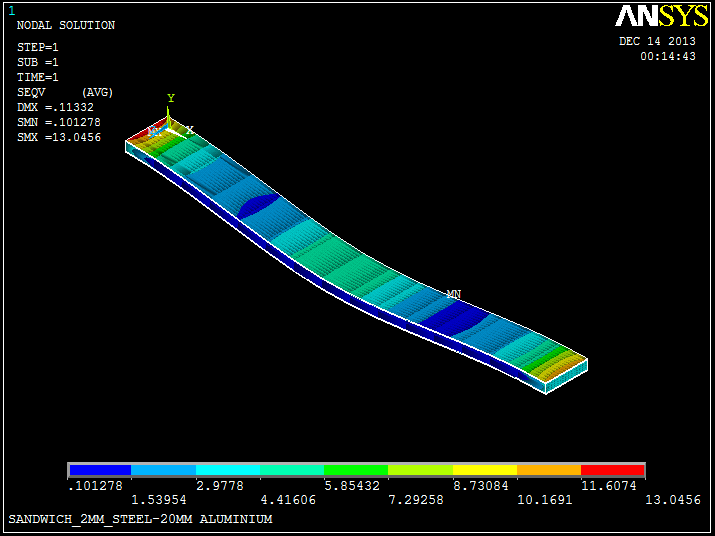 1
NODAL SOLUTION
ANSYS
DEC 14 2013
00:14:43
STEP=1
SUB =1
TIME=1
SEQV (AVG)
DMX =.11332
SMN =.101278
SMX =13.0456
Y
X
MN
.101278 2.9778 5.85432 8.73084 11.6074
1.53954 4.41606 7.29258 10.1691 13.0456
SANDWICH_2MM_STEEL-20MM ALUMINIUM